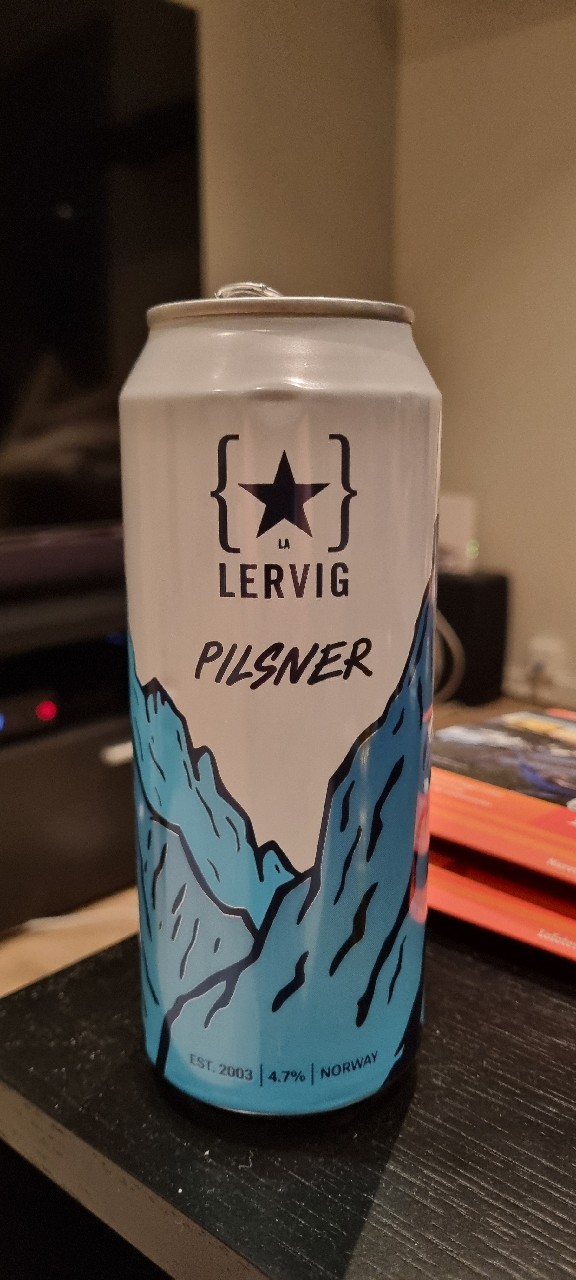 LA
LERVIG
PILSNER
EST. 2003 | 4.7% | NORWAY